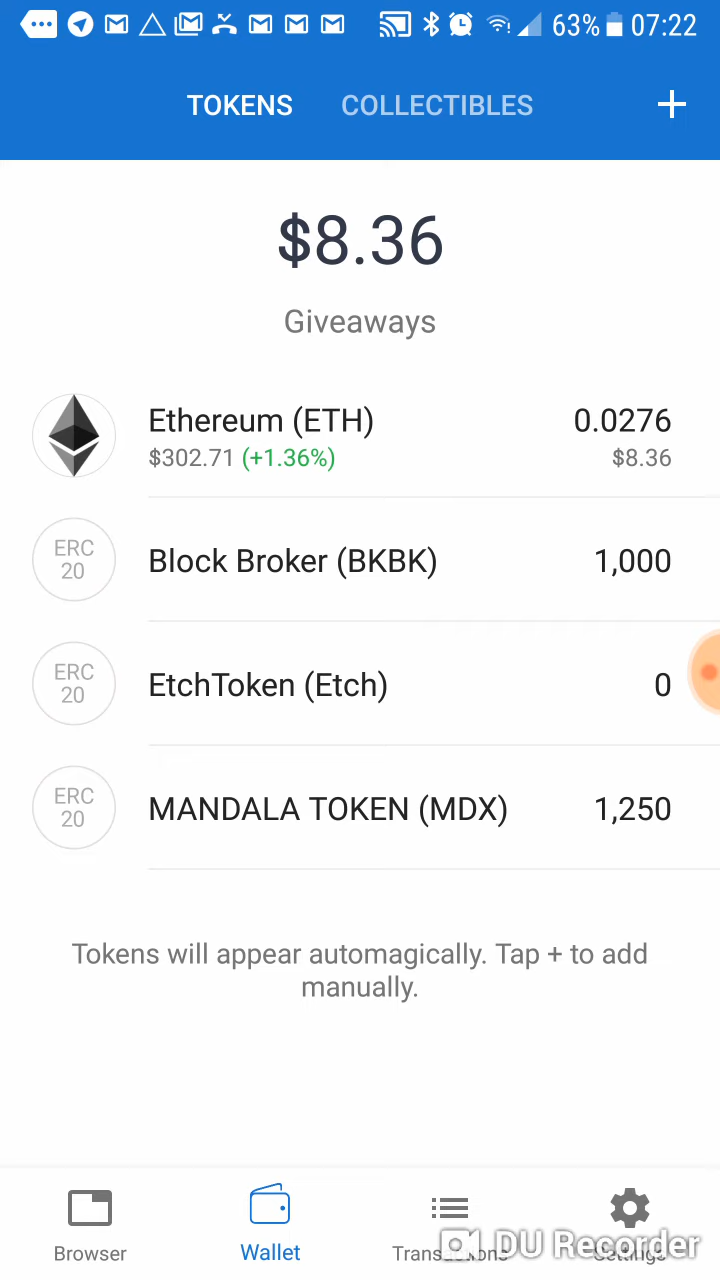 63% 07:22
TOKENS COLLECTIBLES +
$8.36
Giveaways
Ethereum (ETH) 0.0276
$302.71 (+1.36%) $8.36
ERC
20
Block Broker (BKBK) 1,000
ERC
20
EtchToken (Etch) 0
ERC
20
MANDALA TOKEN (MDX) 1,250
Tokens will appear automagically. Tap + to add
manually.
Browser Wallet Transactions Settings
DU Recorder